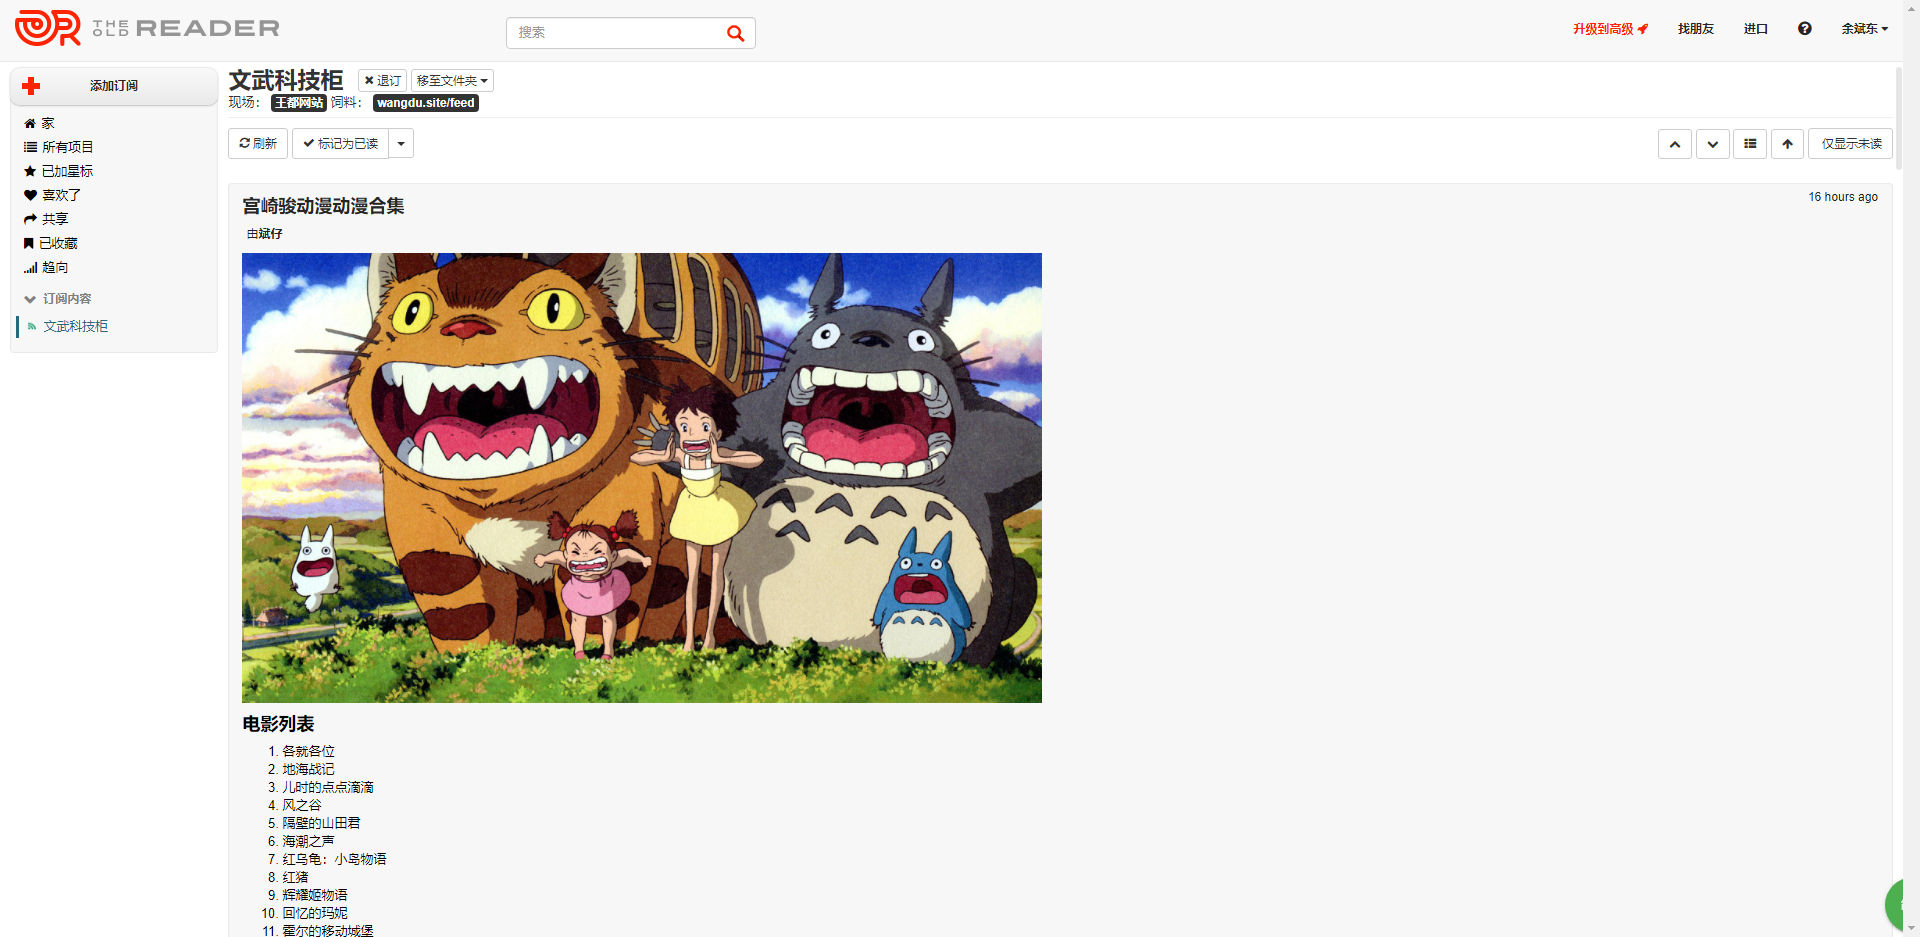 THE OLD READER
搜索
升级到高级
找朋友
进口
余斌东
添加订阅
家
所有项目
已加星标
喜欢了
共享
已收藏
趋向
订阅内容
文武科技柜
文武科技柜
退订
移至文件夹
现场： 王都网站 饲料： wangdu.site/feed
刷新
标记为已读
仅显示未读
宫崎骏动漫动漫合集
16 hours ago
由斌仔
电影列表
1. 各就各位
2. 地海战记
3. 儿时的点点滴滴
4. 风之谷
5. 隔壁的山田君
6. 海潮之声
7. 红乌龟：小岛物语
8. 红猪
9. 辉耀姬物语
10. 回忆的玛妮
11. 霍尔的移动城堡